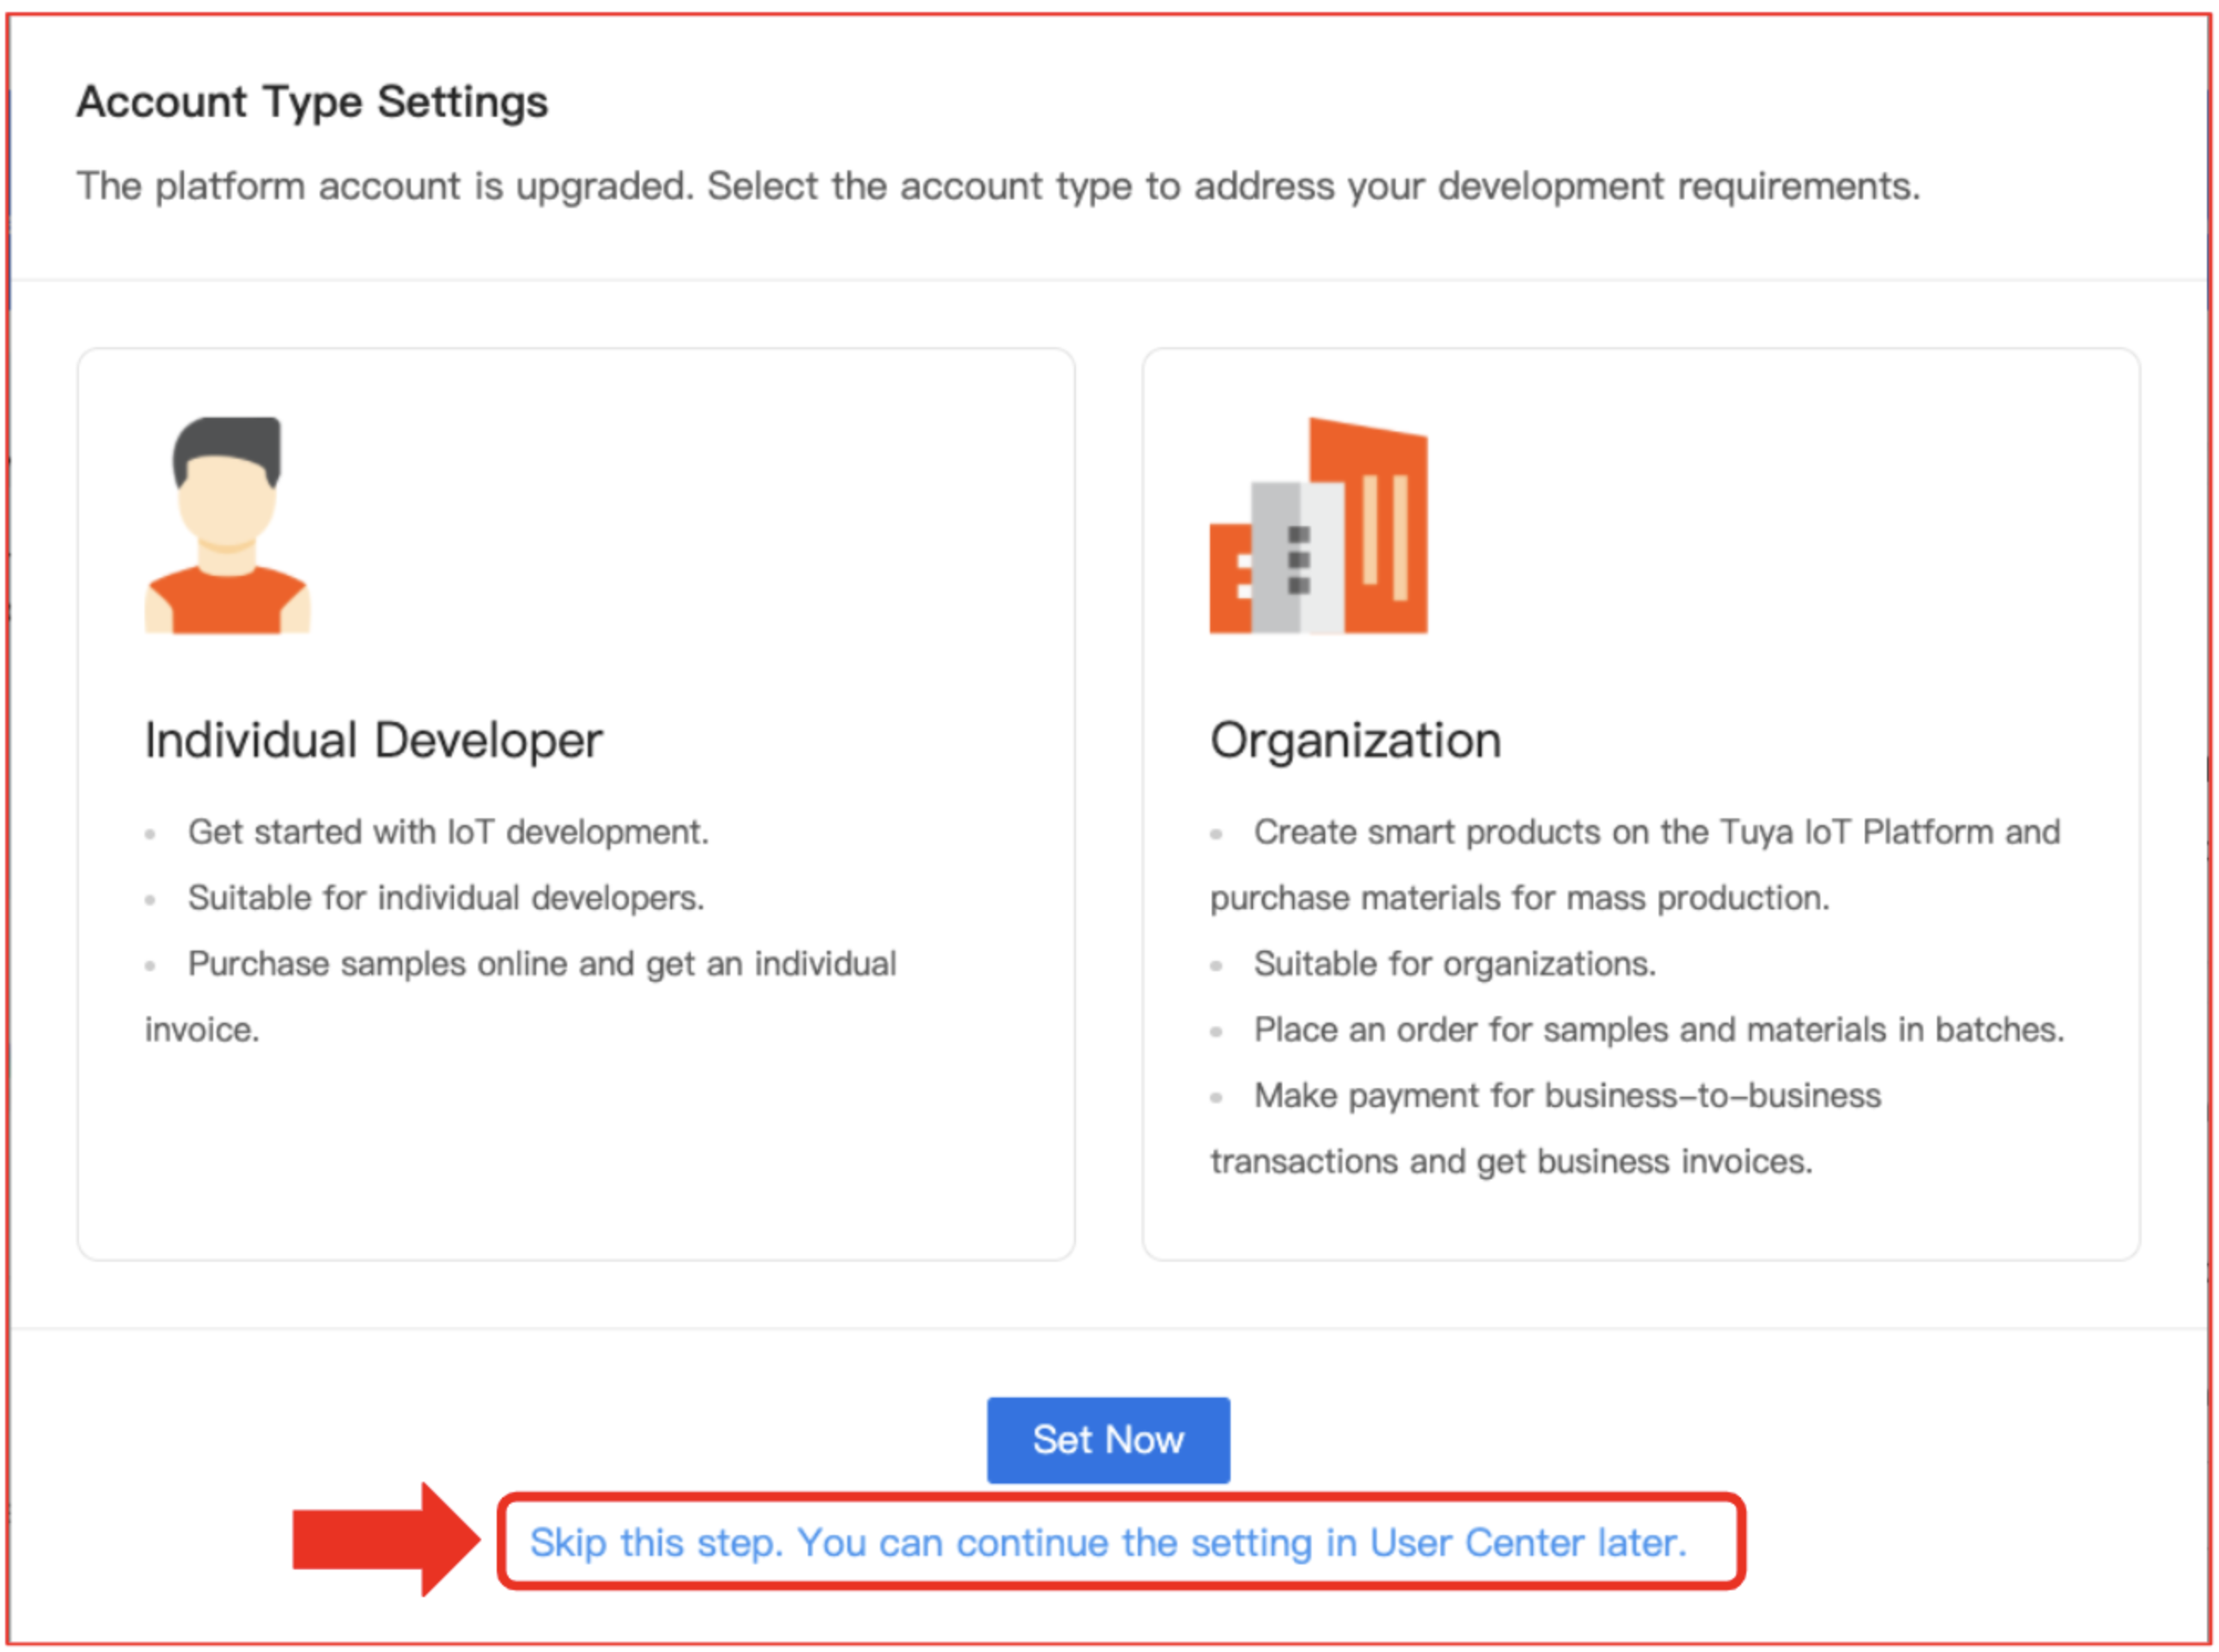 Account Type Settings
The platform account is upgraded. Select the account type to address your development requirements.
Individual Developer
Get started with IoT development.
Suitable for individual developers.
Purchase samples online and get an individual
invoice.
Organization
Create smart products on the Tuya IoT Platform and
purchase materials for mass production.
Suitable for organizations.
Place an order for samples and materials in batches.
Make payment for business-to-business
transactions and get business invoices.
Set Now
Skip this step. You can continue the setting in User Center later.